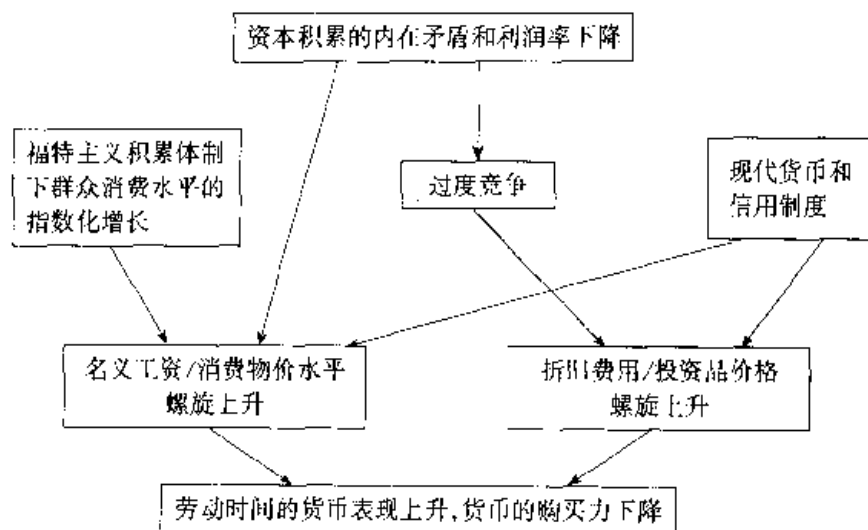 资本积累的内在矛盾和利润率下降
福特主义积累体制
下群众消费水平的
指数化增长
过度竞争
现代货币和
信用制度
名义工资/消费物价水平
螺旋上升
折旧费用/投资品价格
螺旋上升
劳动时间的货币表现上升,货币的购买力下降